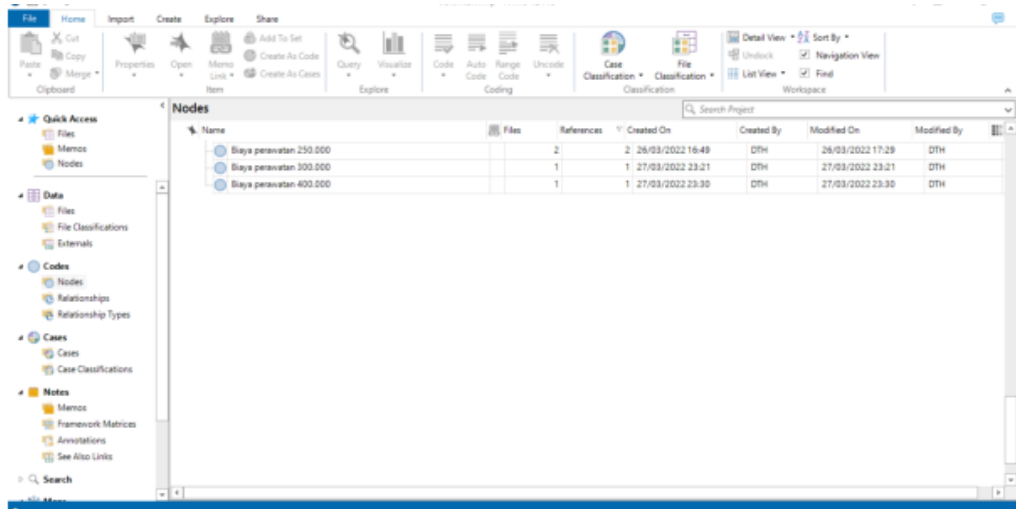 File Home Import Create Explore Share
Cut
Copy
Merge
Paste
Clipboard
Properties
Open
Memo Link
Add To Set
Create As Code
Create As Cases
Item
Query
Visualize
Explore
Code
Auto Code
Range Code
Uncode
Coding
Case Classification
File Classification
Classification
Detail View
Sort By
Undock
Navigation View
List View
Find
Workspace
Quick Access
Files
Memos
Nodes
Data
Files
File Classifications
Externals
Codes
Nodes
Relationships
Relationship Types
Cases
Cases
Case Classifications
Notes
Memos
Framework Matrices
Annotations
See Also Links
Search
Nodes
Search Project
Name Files References Created On Created By Modified On Modified By
Biaya perawatan 250.000 2 2 26/03/2022 16:49 DTH 26/03/2022 17:29 DTH
Biaya perawatan 300.000 1 1 27/03/2022 23:21 DTH 27/03/2022 23:21 DTH
Biaya perawatan 400.000 1 1 27/03/2022 23:30 DTH 27/03/2022 23:30 DTH